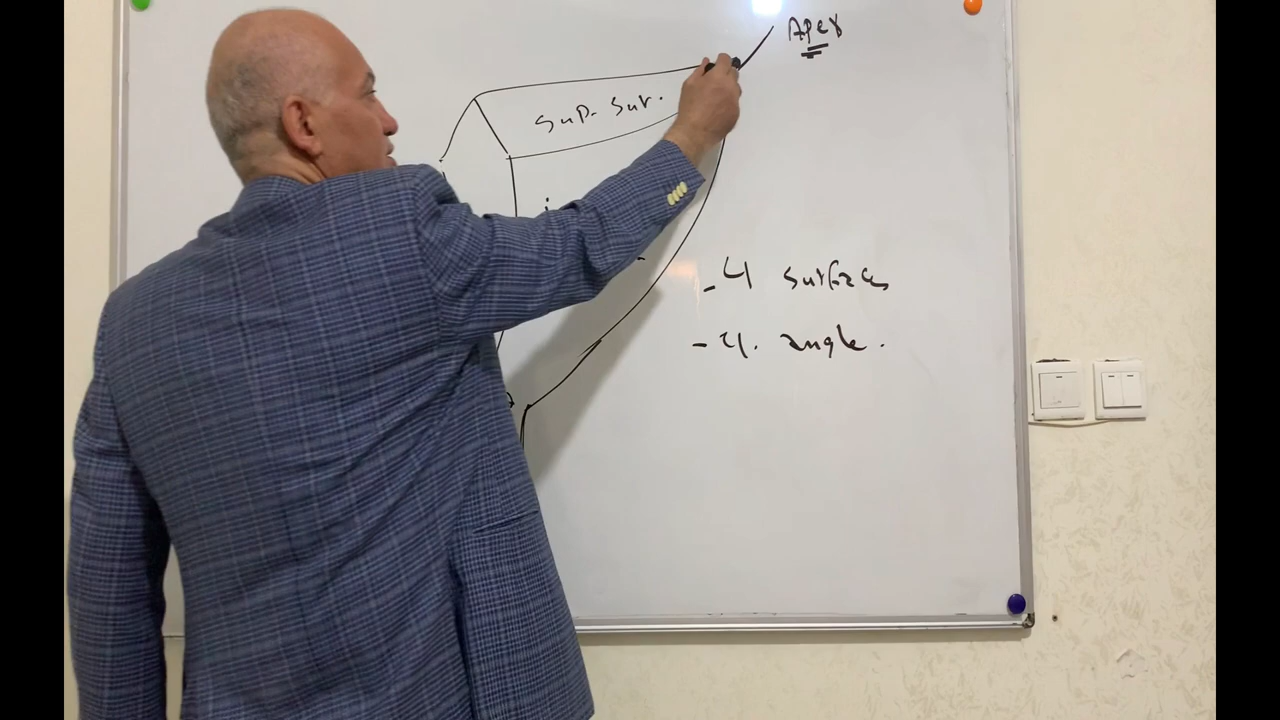 Apex
Sup. Sur.
- 4 surfaces
- 4. angle.